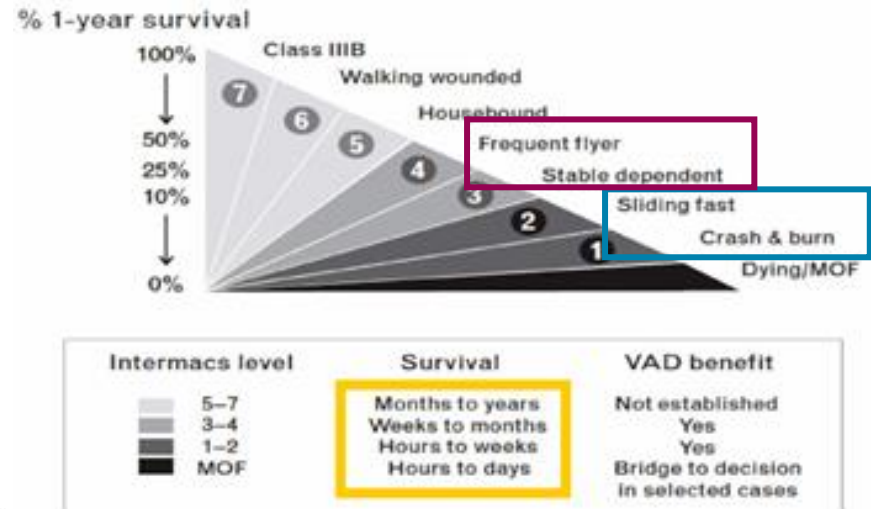 % 1-year survival
100%
Class IIIB
7
Walking wounded
6
Housebound
50%
5
Frequent flyer
25%
4
Stable dependent
10%
3
Sliding fast
2
Crash & burn
1
Dying/MOF
0%
Intermacs level Survival VAD benefit
5–7 Months to years Not established
3–4 Weeks to months Yes
1–2 Hours to weeks Yes
MOF Hours to days Bridge to decision
in selected cases